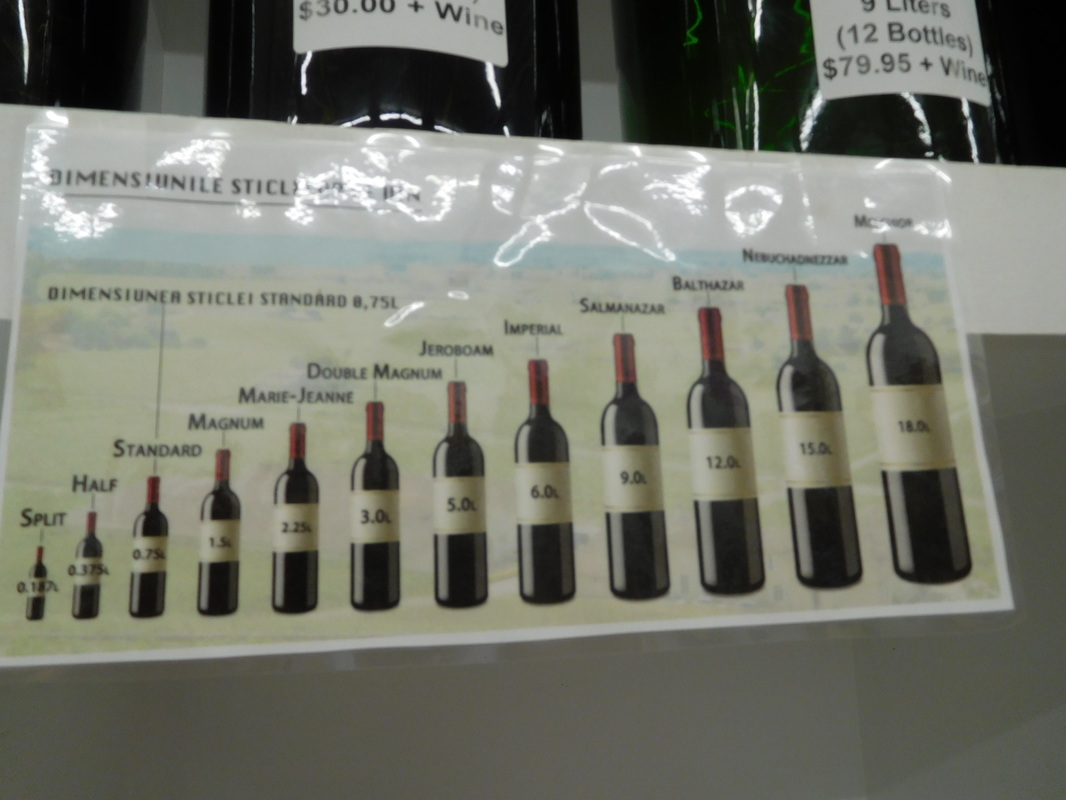 $30.00 + Wine
9 Liters
(12 Bottles)
$79.95 + Wine
DIMENSIUNILE
DIMENSIUNEA STICLEI STANDARD 0,75L
SPLIT
HALF
STANDARD
MAGNUM
MARIE-JEANNE
DOUBLE MAGNUM
JEROBOAM
IMPERIAL
SALMANAZAR
BALTHAZAR
NEBUCHADNEZZAR
0.187L
0.375L
0.75L
1.5L
2.25L
3.0L
5.0L
6.0L
9.0L
12.0L
15.0L
18.0L